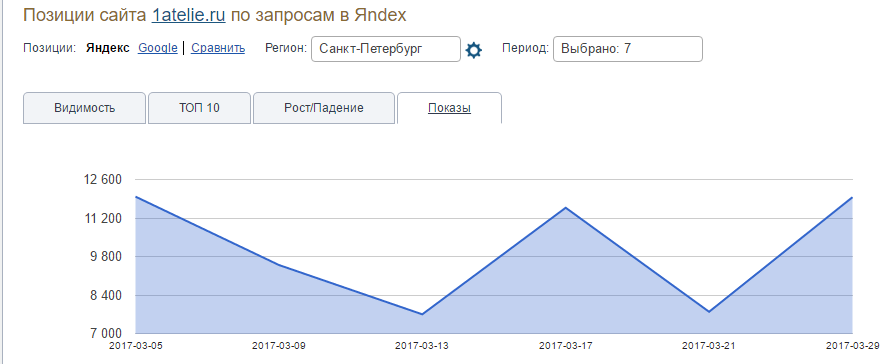 Позиции сайта 1atelie.ru по запросам в Яndex
Позиции: Яндекс Google | Сравнить Регион: Санкт-Петербург Период: Выбрано: 7
Видимость ТОП 10 Рост/Падение Показы
12 600
11 200
9 800
8 400
7 000
2017-03-05 2017-03-09 2017-03-13 2017-03-17 2017-03-21 2017-03-29